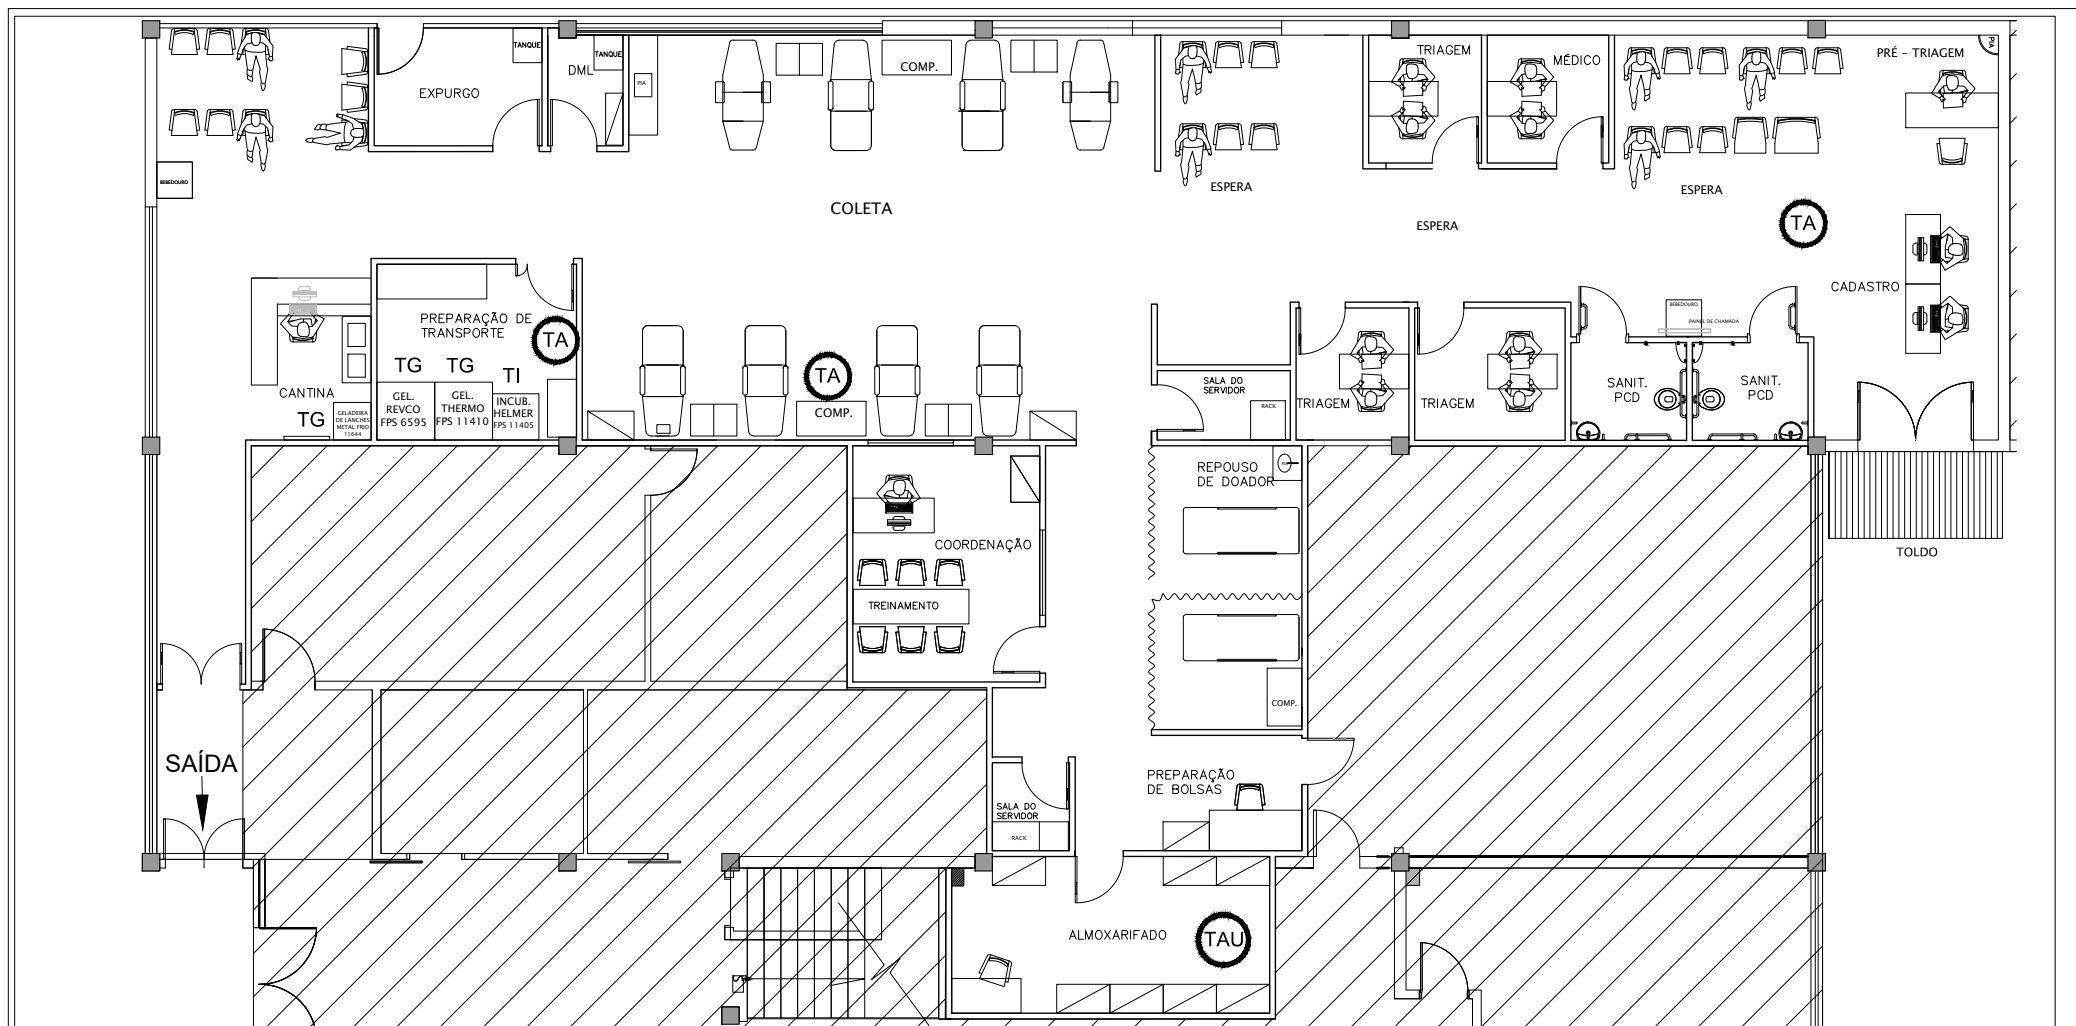 TANQUE
TANQUE
DML
EXPURGO
PIA
COMP.
TRIAGEM
MÉDICO
PRÉ - TRIAGEM
PIA
BEBEDOURO
COLETA
ESPERA
ESPERA
ESPERA
TA
CADASTRO
BEBEDOURO
PAINEL DE CHAMADA
PREPARAÇÃO DE
TRANSPORTE
TA
TG
TG
TI
TA
COMP.
CANTINA
TG
GELADEIRA
DE LANCHES
METAL FRIO
11644
GEL.
REVCO
FPS 6595
GEL.
THERMO
FPS 11410
INCUB.
HELMER
FPS 11405
SALA DO
SERVIDOR
RACK
TRIAGEM
TRIAGEM
SANIT.
PCD
SANIT.
PCD
REPOUSO
DE DOADOR
COORDENAÇÃO
TREINAMENTO
TOLDO
COMP.
SAÍDA
PREPARAÇÃO
DE BOLSAS
SALA DO
SERVIDOR
RACK
ALMOXARIFADO
TAU